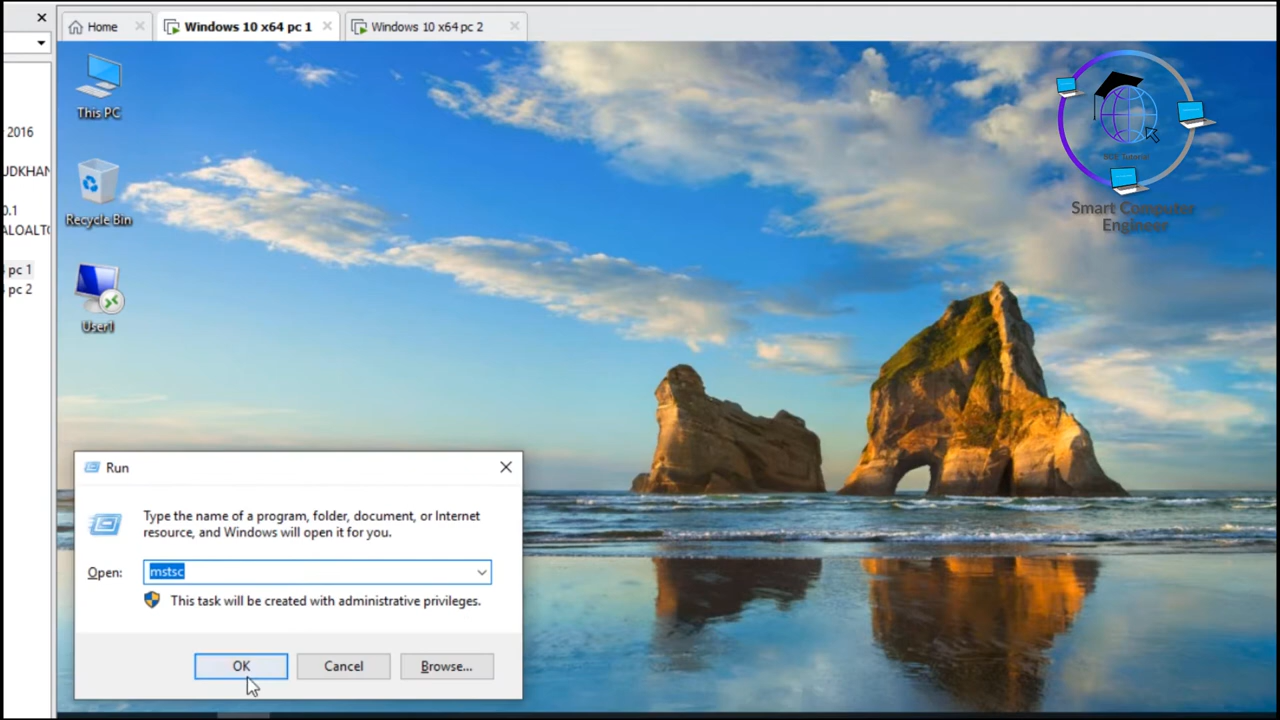 Home
Windows 10 x64 pc 1
Windows 10 x64 pc 2
2016
UDKHAN
0.1
ALOALTO
pc 1
pc 2
This PC
Recycle Bin
User1
Smart Computer
Engineer
Run
Type the name of a program, folder, document, or Internet
resource, and Windows will open it for you.
Open:
mstsc
This task will be created with administrative privileges.
OK
Cancel
Browse...